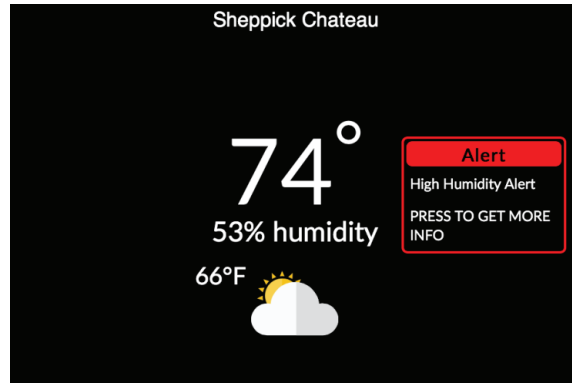 Sheppick Chateau
74°
53% humidity
66°F
Alert
High Humidity Alert
PRESS TO GET MORE
INFO